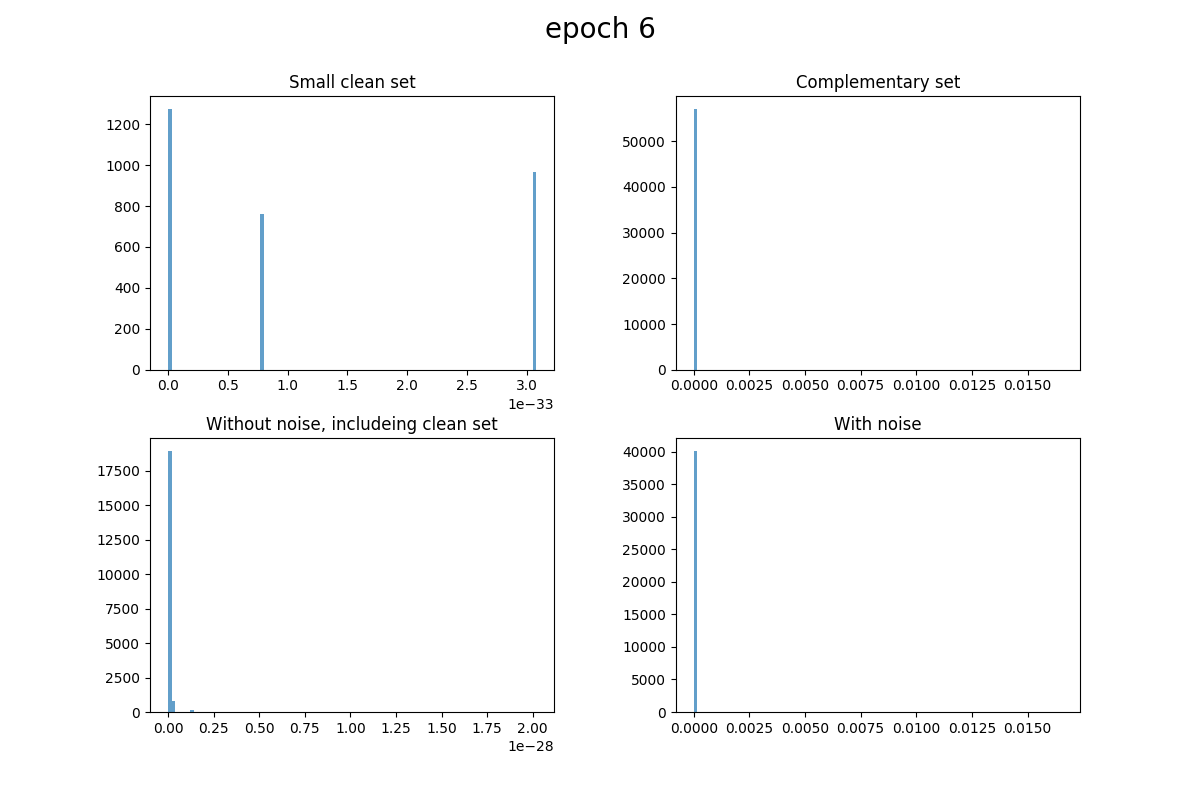 epoch 6
Small clean set
1200
1000
800
600
400
200
0
0.0 0.5 1.0 1.5 2.0 2.5 3.0
1e−33
Complementary set
50000
40000
30000
20000
10000
0
0.0000 0.0025 0.0050 0.0075 0.0100 0.0125 0.0150
Without noise, includeing clean set
17500
15000
12500
10000
7500
5000
2500
0
0.00 0.25 0.50 0.75 1.00 1.25 1.50 1.75 2.00
1e−28
With noise
40000
35000
30000
25000
20000
15000
10000
5000
0
0.0000 0.0025 0.0050 0.0075 0.0100 0.0125 0.0150